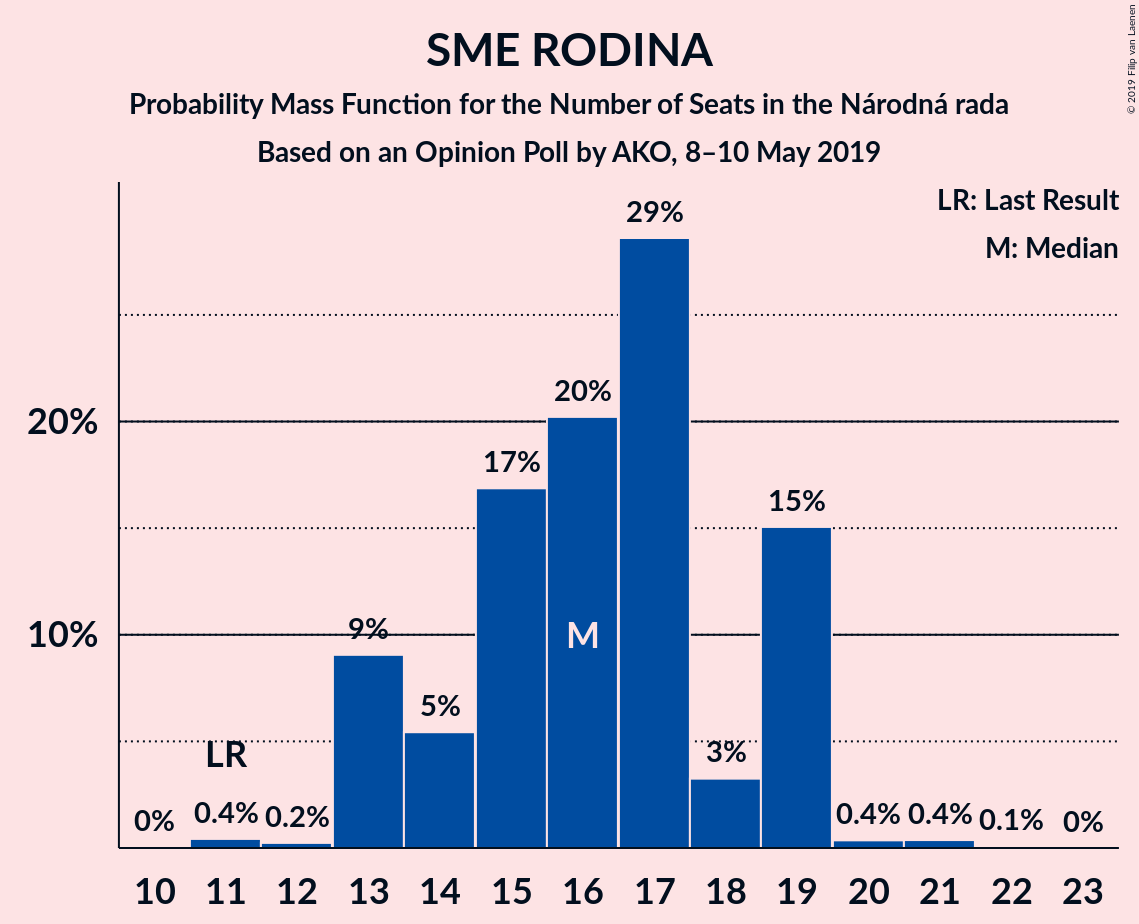 SME RODINA
Probability Mass Function for the Number of Seats in the Národná rada
Based on an Opinion Poll by AKO, 8–10 May 2019
© 2019 Filip van Laenen
LR: Last Result
M: Median
29%
20%
20%
17%
15%
10%
9%
M
5%
LR
3%
0%
0.4%
0.2%
0.4%
0.4%
0.1%
0%
10 11 12 13 14 15 16 17 18 19 20 21 22 23